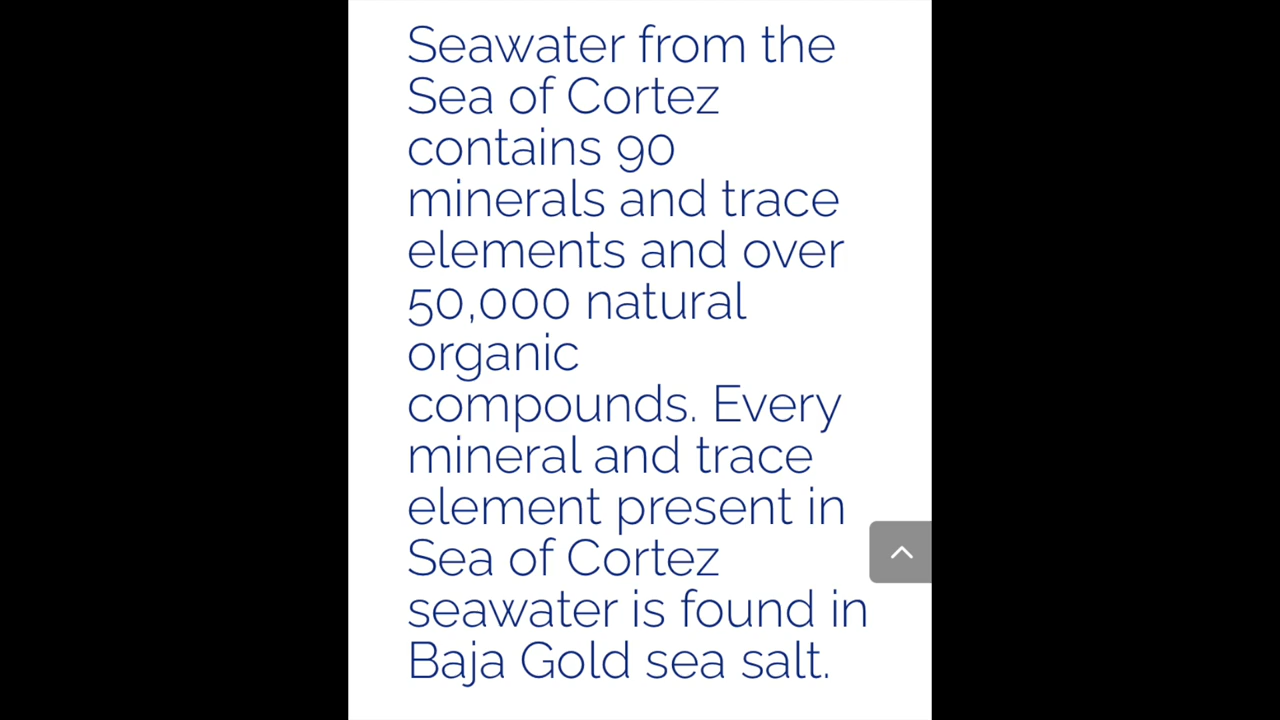 Seawater from the
Sea of Cortez
contains 90
minerals and trace
elements and over
50,000 natural
organic
compounds. Every
mineral and trace
element present in
Sea of Cortez
seawater is found in
Baja Gold sea salt.